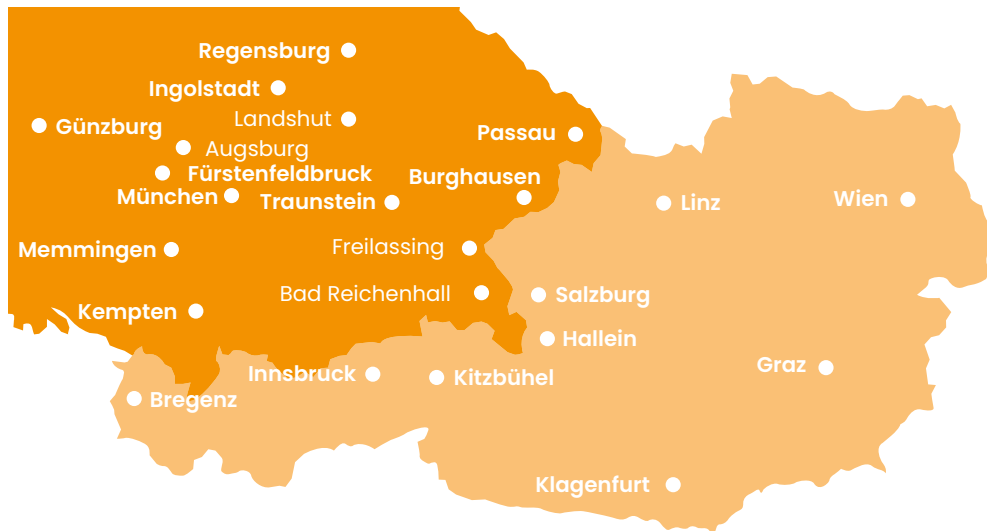 Regensburg
Ingolstadt
Landshut
Günzburg
Passau
Augsburg
Fürstenfeldbruck
Burghausen
München
Traunstein
Linz
Wien
Memmingen
Freilassing
Bad Reichenhall
Salzburg
Kempten
Hallein
Graz
Innsbruck
Kitzbühel
Bregenz
Klagenfurt